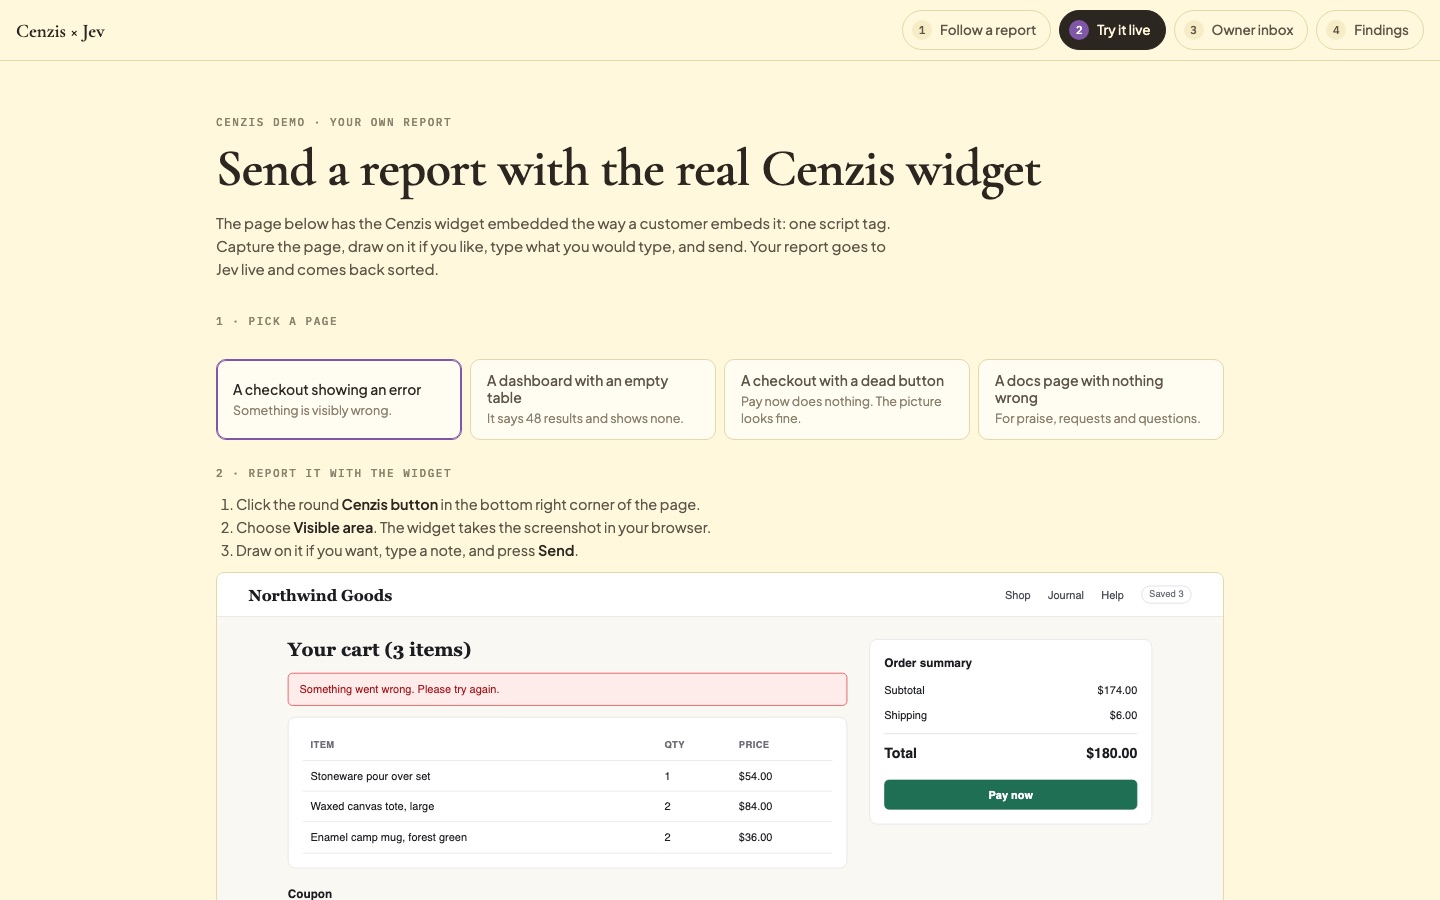 Cenzis × Jev
1 Follow a report
2 Try it live
3 Owner inbox
4 Findings
CENZIS DEMO · YOUR OWN REPORT
Send a report with the real Cenzis widget
The page below has the Cenzis widget embedded the way a customer embeds it: one script tag.
Capture the page, draw on it if you like, type what you would type, and send. Your report goes to
Jev live and comes back sorted.
1 · PICK A PAGE
A checkout showing an error
Something is visibly wrong.
A dashboard with an empty
table
It says 48 results and shows none.
A checkout with a dead button
Pay now does nothing. The picture
looks fine.
A docs page with nothing
wrong
For praise, requests and questions.
2 · REPORT IT WITH THE WIDGET
1. Click the round Cenzis button in the bottom right corner of the page.
2. Choose Visible area. The widget takes the screenshot in your browser.
3. Draw on it if you want, type a note, and press Send.
Northwind Goods
Shop Journal Help Saved 3
Your cart (3 items)
Something went wrong. Please try again.
ITEM QTY PRICE
Stoneware pour over set 1 $54.00
Waxed canvas tote, large 2 $84.00
Enamel camp mug, forest green 2 $36.00
Coupon
Order summary
Subtotal $174.00
Shipping $6.00
Total $180.00
Pay now